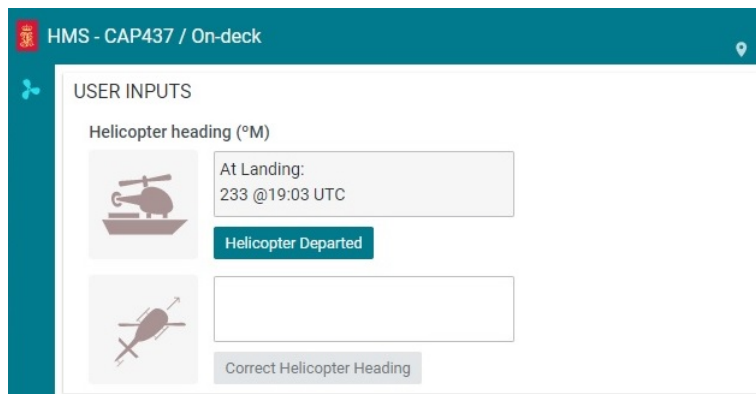 HMS - CAP437 / On-deck
USER INPUTS
Helicopter heading (ºM)
At Landing:
233 @19:03 UTC
Helicopter Departed
Correct Helicopter Heading